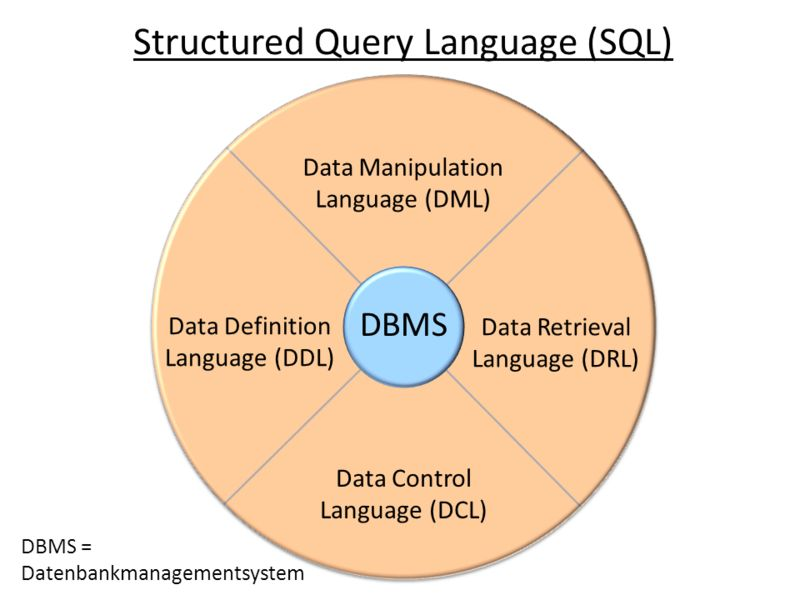 Structured Query Language (SQL)
Data Manipulation
Language (DML)
Data Definition
Language (DDL)
DBMS
Data Retrieval
Language (DRL)
Data Control
Language (DCL)
DBMS =
Datenbankmanagementsystem